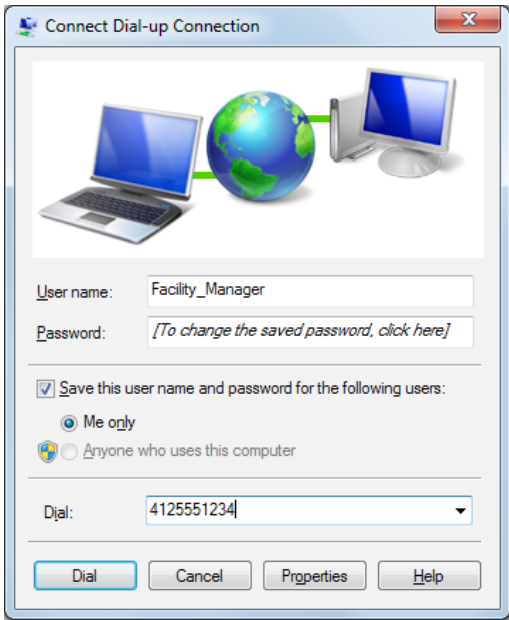 Connect Dial-up Connection
User name: Facility_Manager
Password: [To change the saved password, click here]
Save this user name and password for the following users:
Me only
Anyone who uses this computer
Dial: 4125551234
Dial Cancel Properties Help